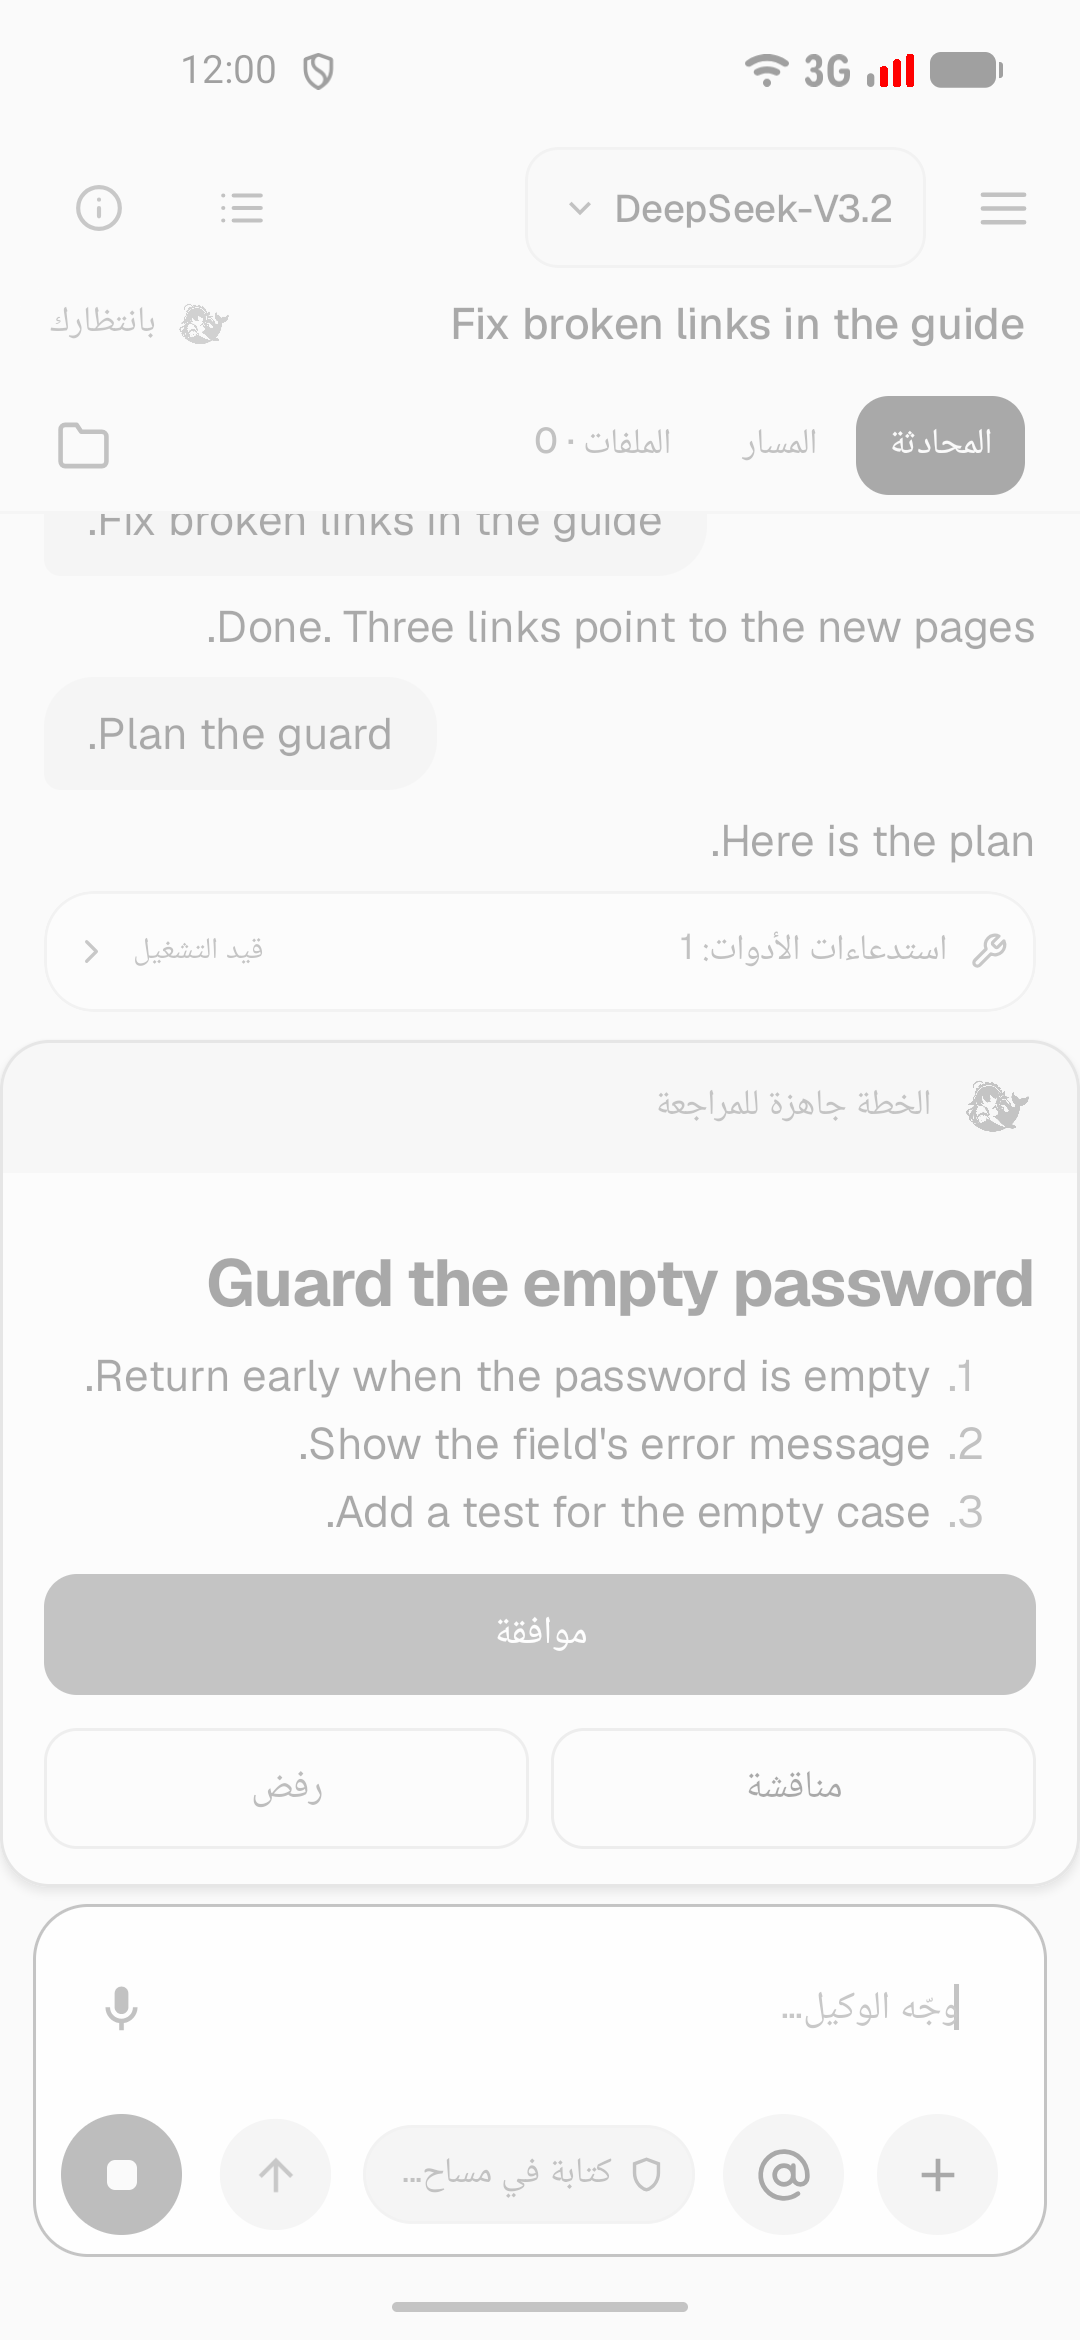 12:00
3G
DeepSeek-V3.2
Fix broken links in the guide
بانتظارك
المحادثة
المسار
الملفات · 0
Fix broken links in the guide.
Done. Three links point to the new pages.
Plan the guard.
Here is the plan.
استدعاءات الأدوات: 1
قيد التشغيل
الخطة جاهزة للمراجعة
Guard the empty password
1. Return early when the password is empty.
2. Show the field's error message.
3. Add a test for the empty case.
موافقة
مناقشة
رفض
وجّه الوكيل...
كتابة في مساح...